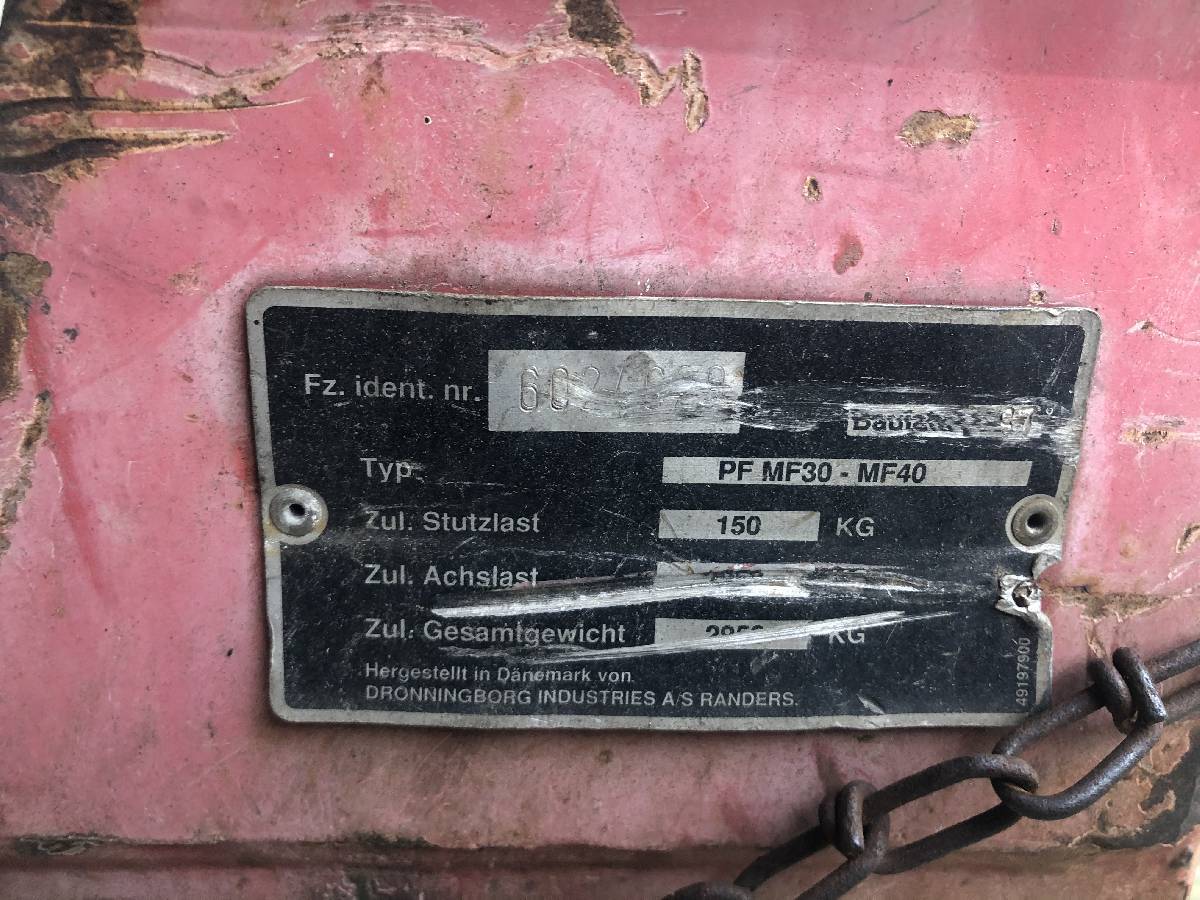 Fz. ident. nr.
Typ PF MF30 - MF40
Zul. Stutzlast 150 KG
Zul. Achslast
Zul. Gesamtgewicht KG
Hergestellt in Dänemark von
DRONNINGBORG INDUSTRIES A/S RANDERS.
49197900